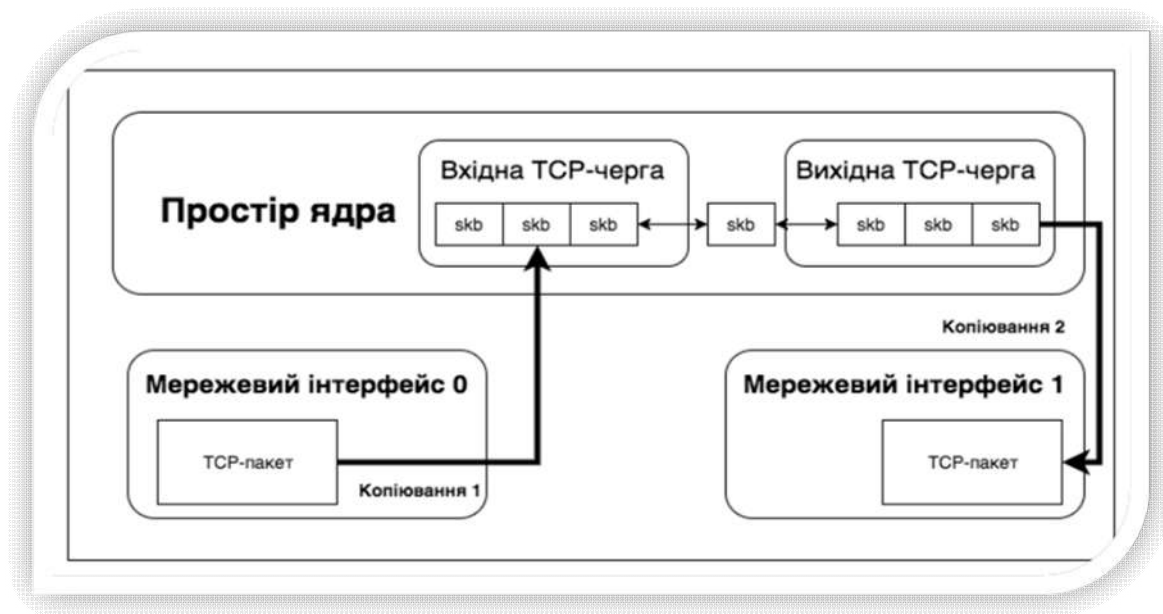 Вхідна TCP-черга
Вихідна TCP-черга
Простір ядра
skb skb skb skb skb skb skb
Копіювання 2
Мережевий інтерфейс 0
Мережевий інтерфейс 1
TCP-пакет
TCP-пакет
Копіювання 1